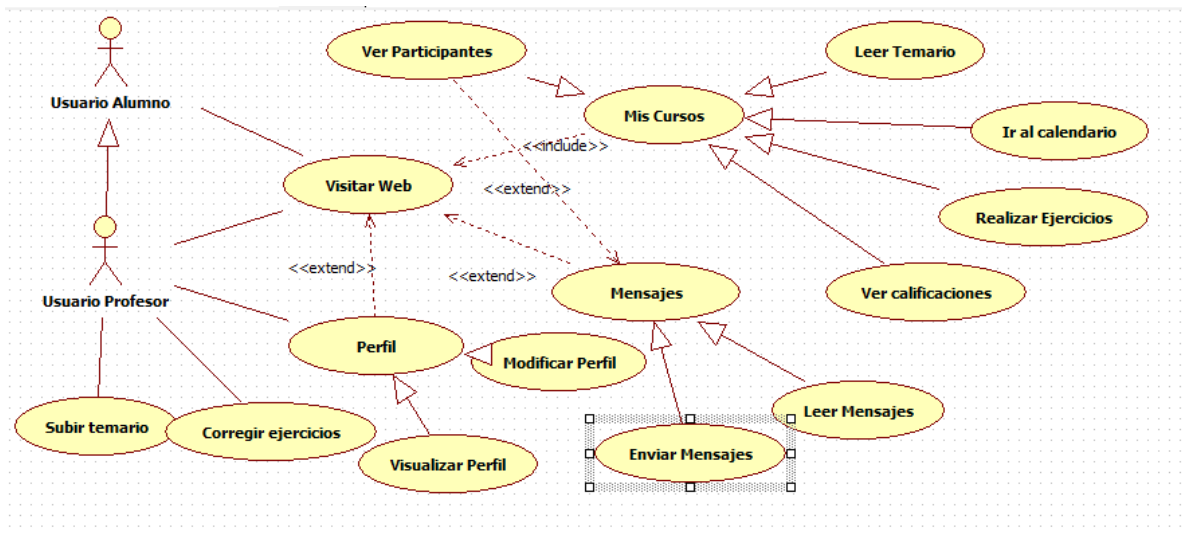 Ver Participantes
Leer Temario
Usuario Alumno
Mis Cursos
Ir al calendario
<<include>>
Visitar Web
<<extend>>
Realizar Ejercicios
<<extend>>
<<extend>>
Usuario Profesor
Mensajes
Ver calificaciones
Perfil
Modificar Perfil
Leer Mensajes
Subir temario
Corregir ejercicios
Enviar Mensajes
Visualizar Perfil